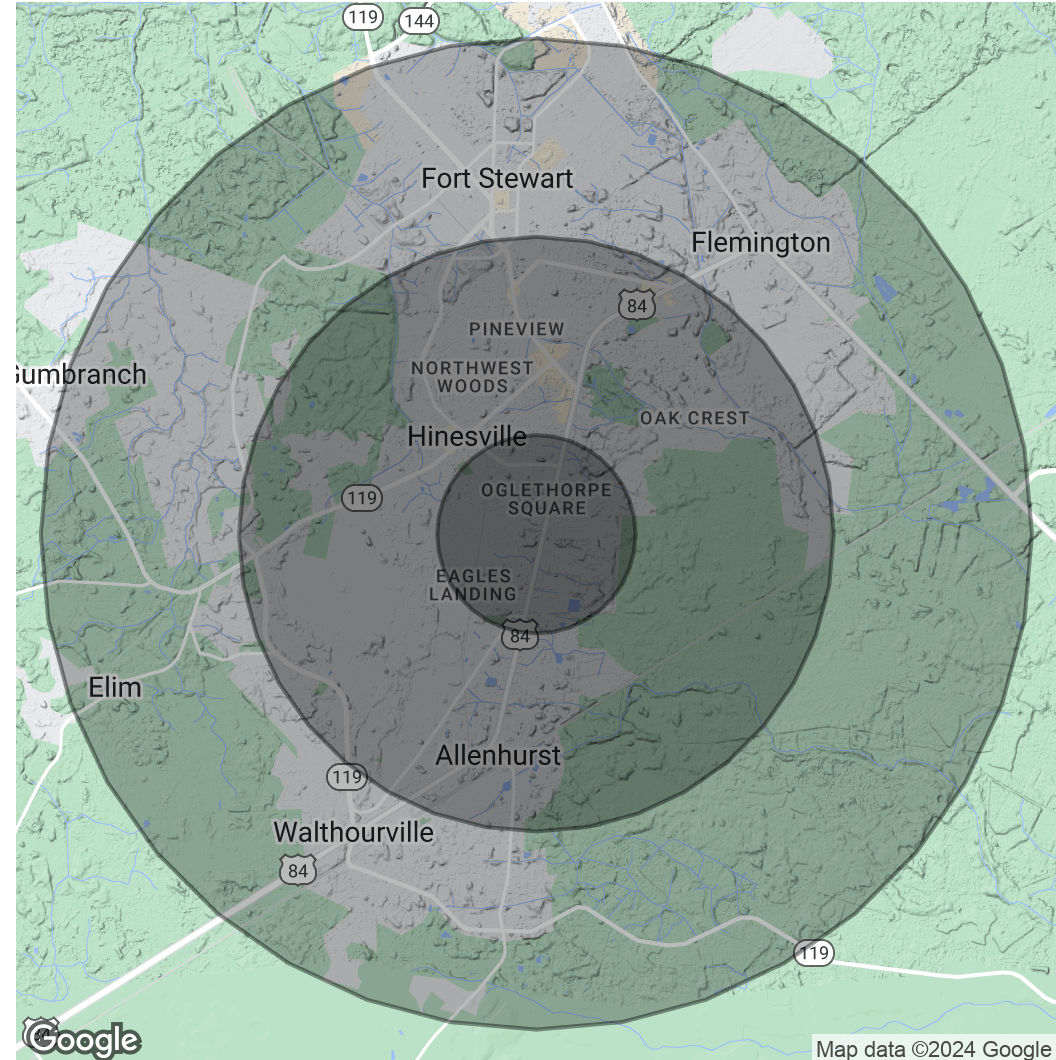 119
144
Fort Stewart
Flemington
84
PINEVIEW
NORTHWEST
WOODS
Gumbranch
OAK CREST
Hinesville
OGLETHORPE
SQUARE
119
EAGLES
LANDING
84
Elim
Allenhurst
119
Walthourville
84
119
84
Google
Map data ©2024 Google